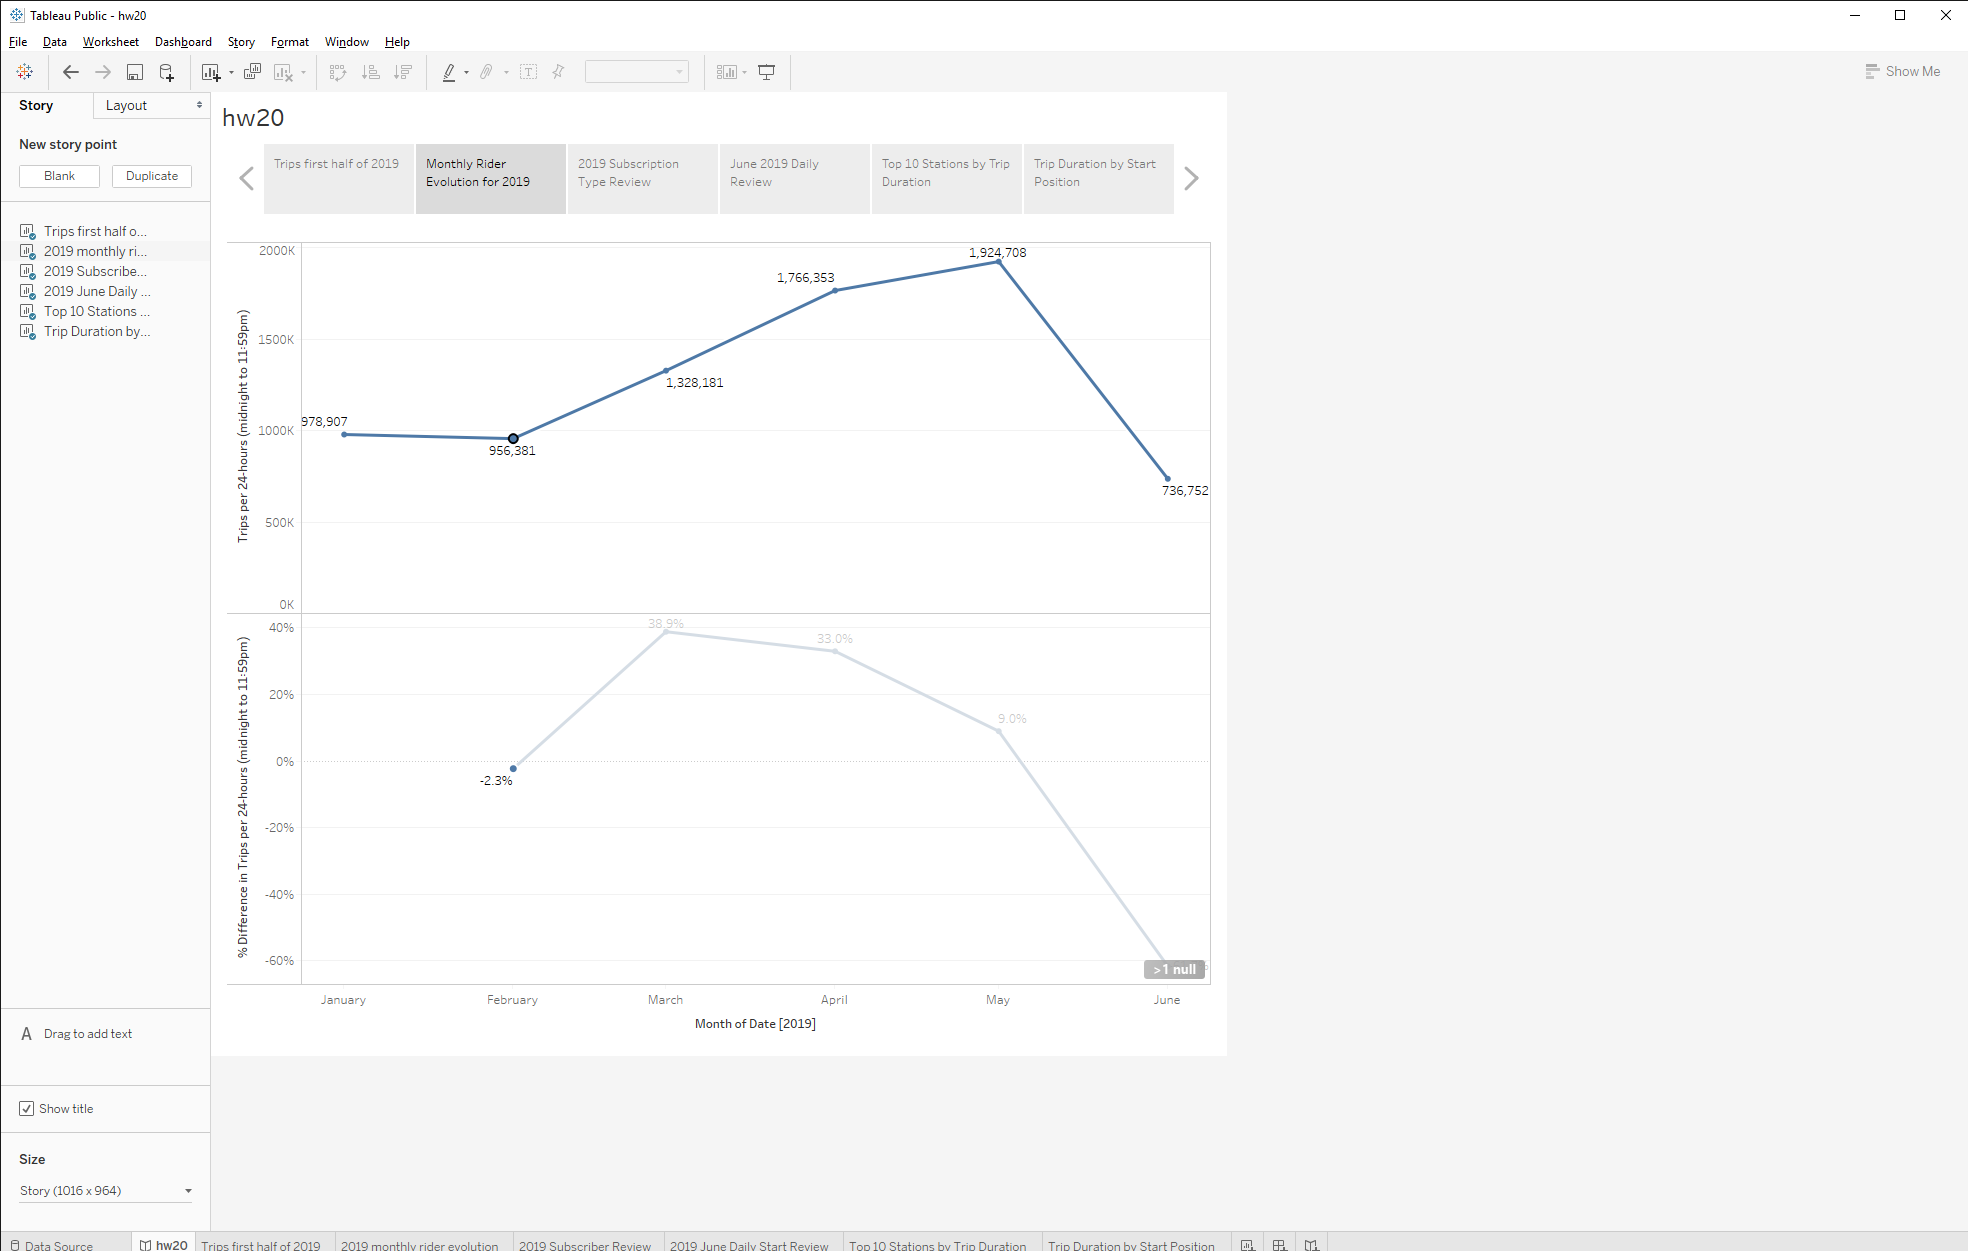 Tableau Public - hw20
File Data Worksheet Dashboard Story Format Window Help
Show Me
Story Layout
New story point
Blank Duplicate
Trips first half o...
2019 monthly ri...
2019 Subscribe...
2019 June Daily ...
Top 10 Stations ...
Trip Duration by...
A Drag to add text
Show title
Size
Story (1016 x 964)
hw20
Trips first half of 2019
Monthly Rider
Evolution for 2019
2019 Subscription
Type Review
June 2019 Daily
Review
Top 10 Stations by Trip
Duration
Trip Duration by Start
Position
Trips per 24-hours (midnight to 11:59pm)
2000K
1500K
1000K
500K
0K
978,907
956,381
1,328,181
1,766,353
1,924,708
736,752
% Difference in Trips per 24-hours (midnight to 11:59pm)
40%
20%
0%
-20%
-40%
-60%
-2.3%
38.9%
33.0%
9.0%
>1 null
January February March April May June
Month of Date [2019]
Data Source hw20 Trips first half of 2019 2019 monthly rider evolution 2019 Subscriber Review 2019 June Daily Start Review Top 10 Stations by Trip Duration Trip Duration by Start Position